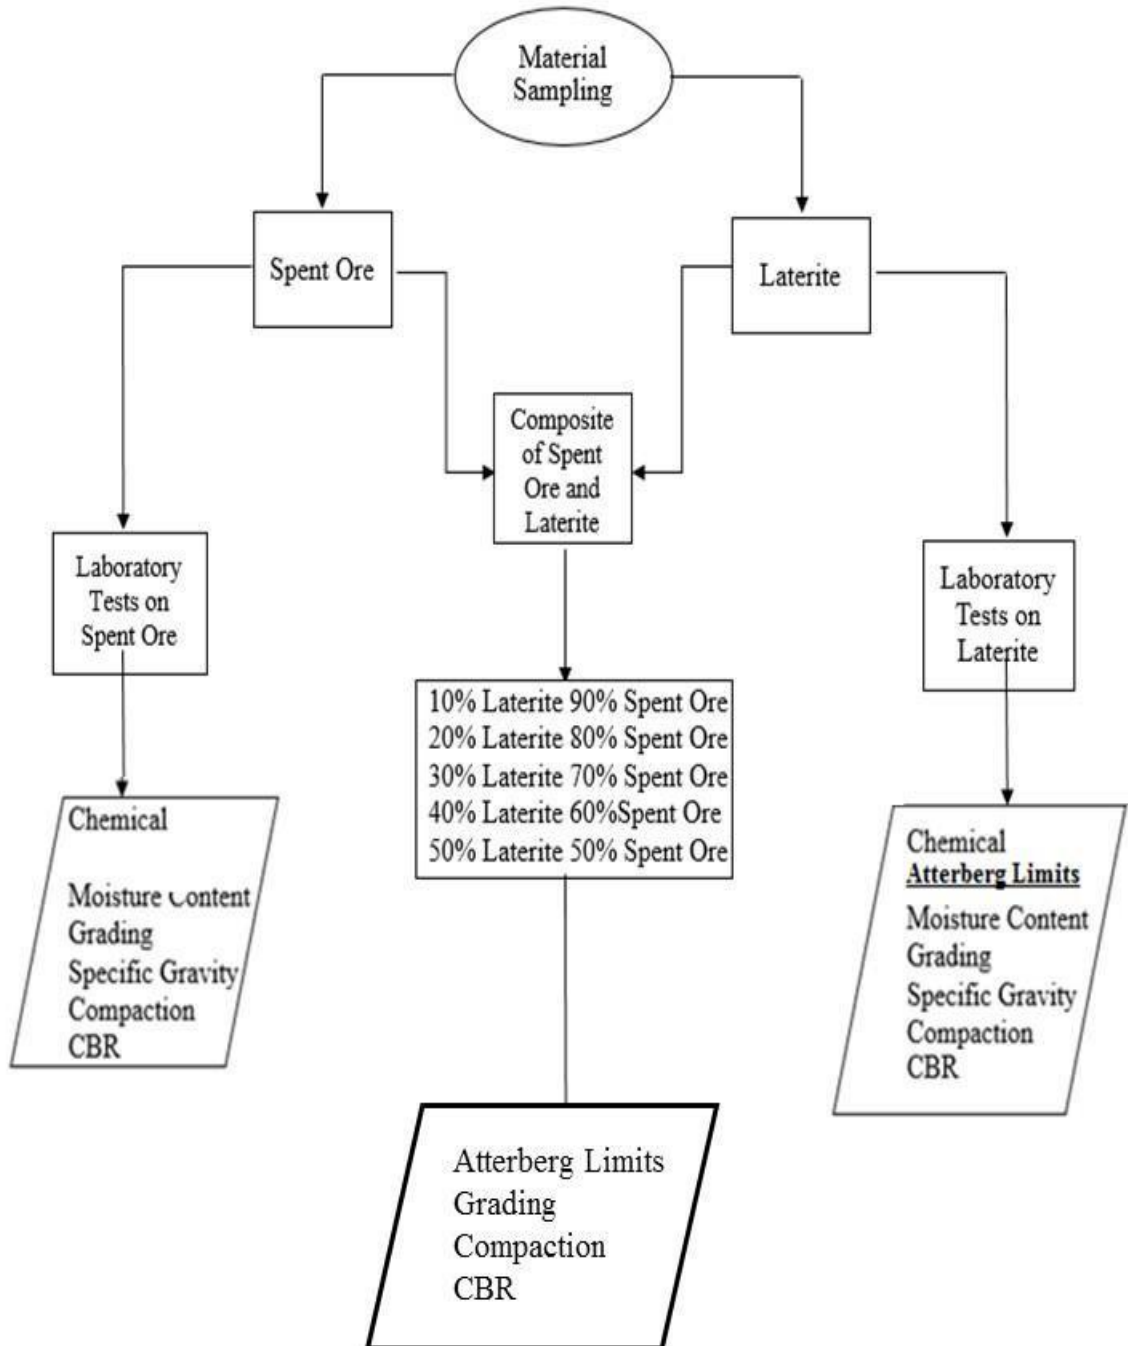 Material
Sampling
Spent Ore
Laterite
Composite
of Spent
Ore and
Laterite
Laboratory
Tests on
Spent Ore
Laboratory
Tests on
Laterite
10% Laterite 90% Spent Ore
20% Laterite 80% Spent Ore
30% Laterite 70% Spent Ore
40% Laterite 60%Spent Ore
50% Laterite 50% Spent Ore
Chemical
Moisture Content
Grading
Specific Gravity
Compaction
CBR
Chemical
Atterberg Limits
Moisture Content
Grading
Specific Gravity
Compaction
CBR
Atterberg Limits
Grading
Compaction
CBR